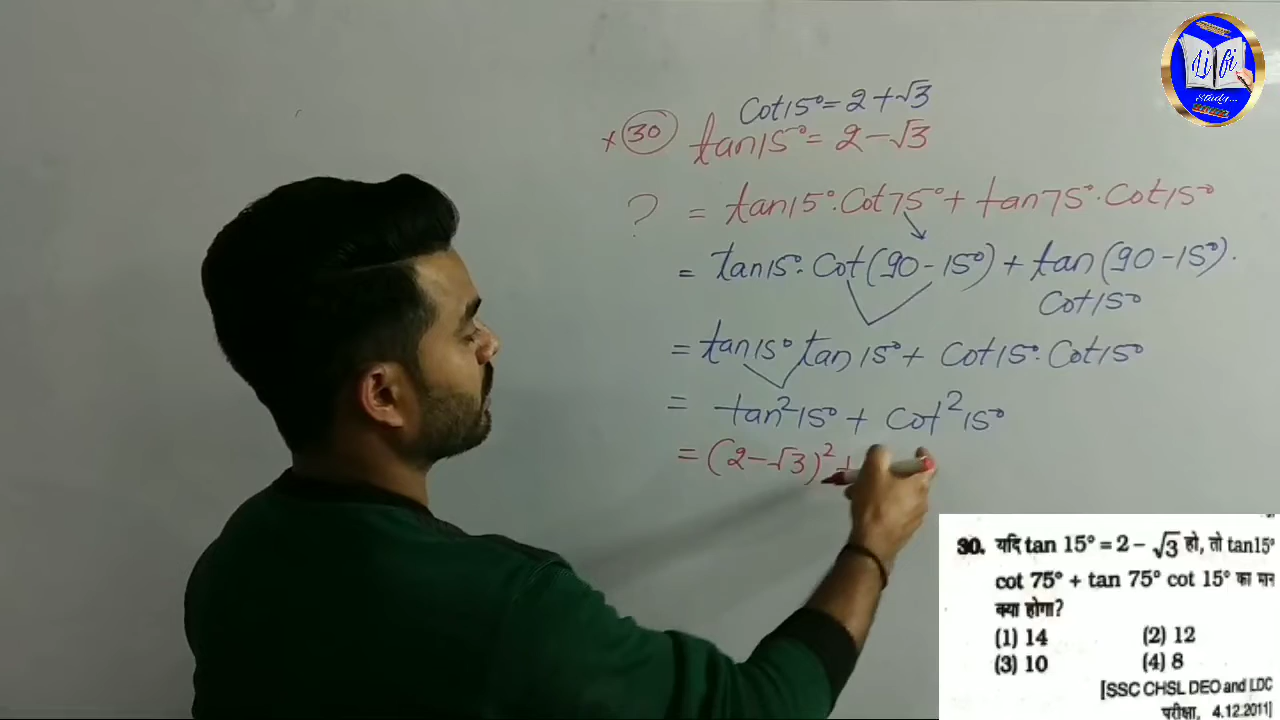 di fi
study...
Cot15°=2+√3
*30 tan15°=2-√3
? = tan15°.Cot75°+tan75°.Cot15°
= tan15°.Cot(90-15°)+tan(90-15°).
Cot15°
= tan15° tan15°+Cot15°.Cot15°
= tan²15°+Cot²15°
= (2-√3)²+
30. यदि tan 15° = 2 - √3 हो, तो tan15°
cot 75° + tan 75° cot 15° का मान
क्या होगा?
(1) 14 (2) 12
(3) 10 (4) 8
[SSC CHSL DEO and LDC
परीक्षा, 4.12.2011]